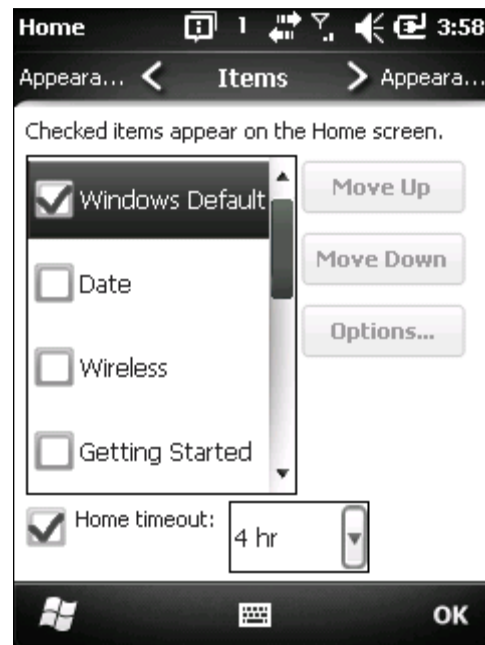 Home 1 3:58
Appeara... Items Appeara...
Checked items appear on the Home screen.
Windows Default
Move Up
Date
Move Down
Wireless
Options...
Getting Started
Home timeout: 4 hr
OK